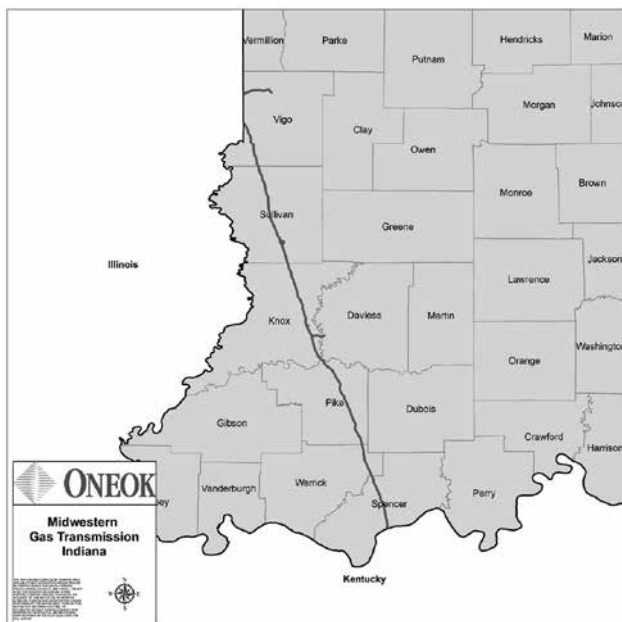 Vermillion
Parke
Putnam
Hendricks
Marion
Vigo
Clay
Owen
Morgan
Johnson
Monroe
Brown
Sullivan
Greene
Illinois
Knox
Daviess
Martin
Lawrence
Jackson
Orange
Washington
Gibson
Pike
Dubois
Crawford
Harrison
ey
Vanderburgh
Warrick
Spencer
Perry
Kentucky
ONEOK
Midwestern
Gas Transmission
Indiana
N
W
E
S